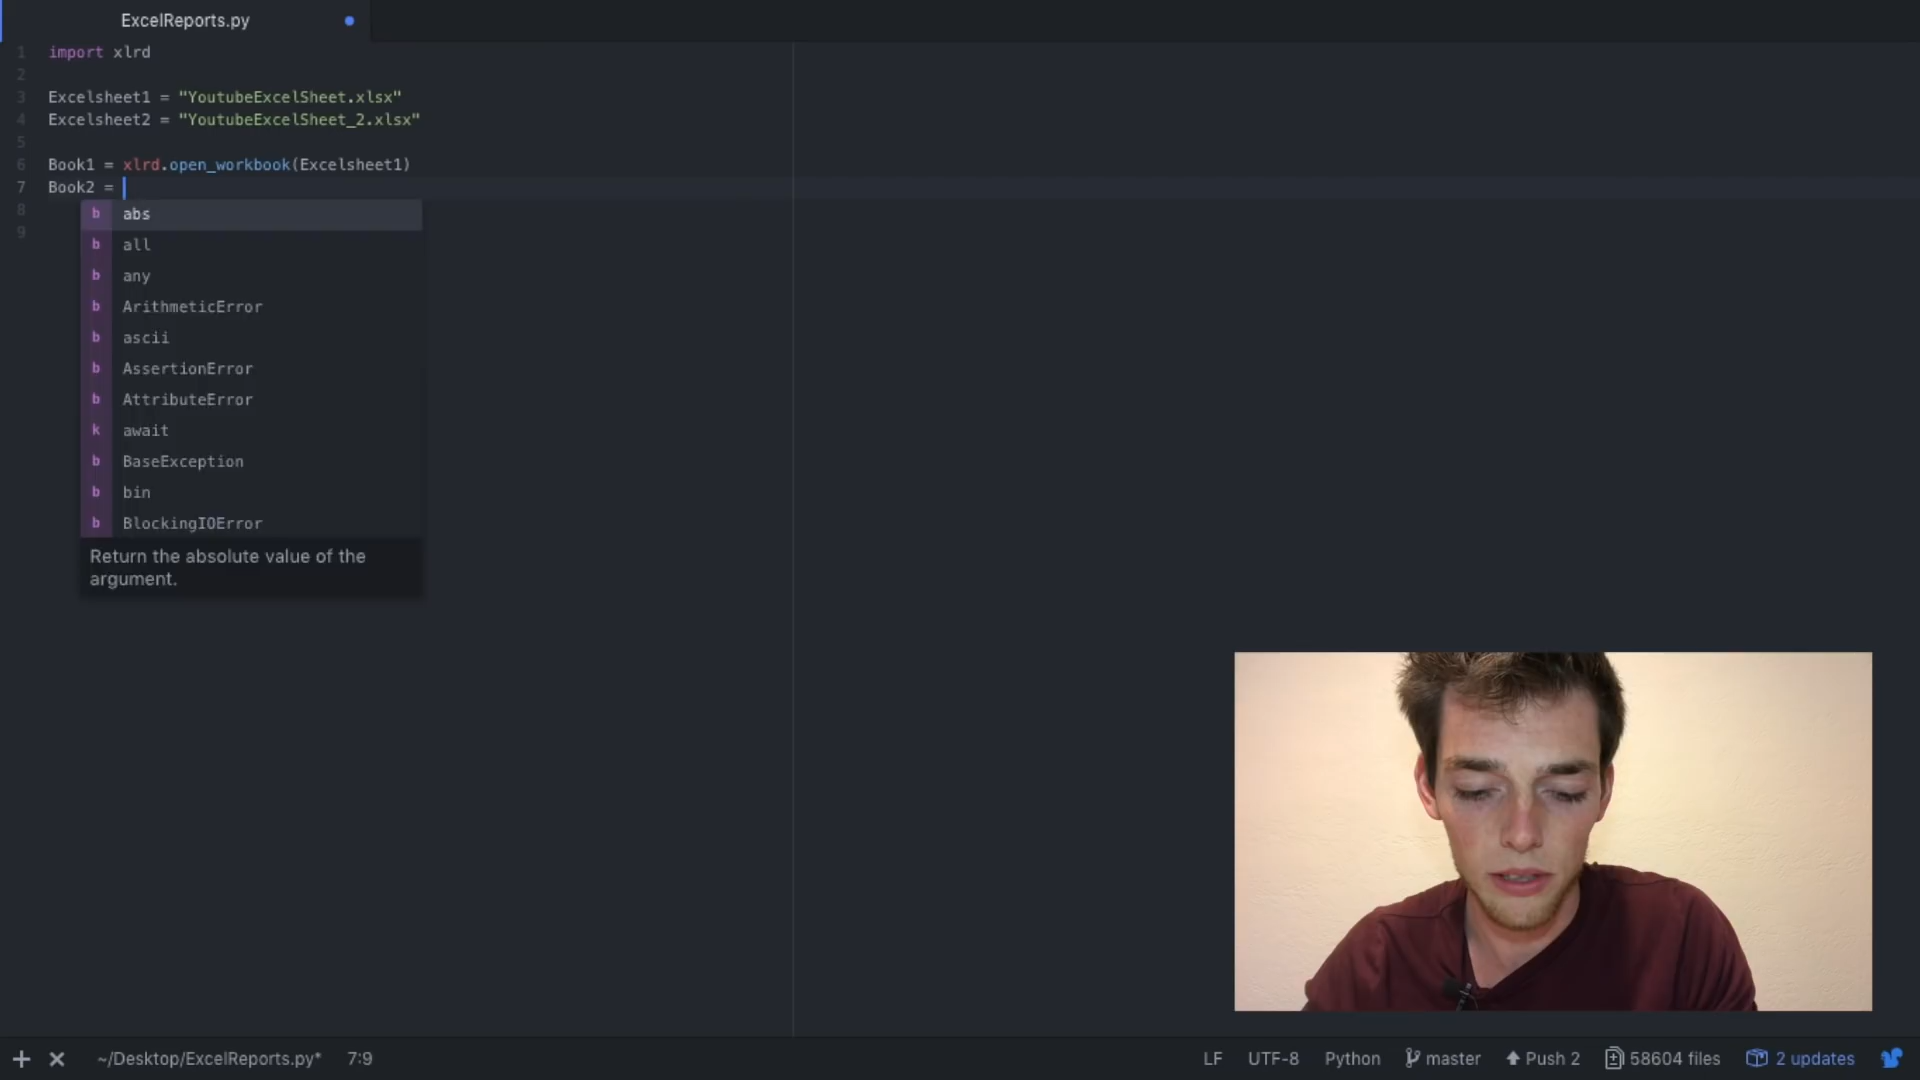 ExcelReports.py
1 import xlrd
2
3 Excelsheet1 = "YoutubeExcelSheet.xlsx"
4 Excelsheet2 = "YoutubeExcelSheet_2.xlsx"
5
6 Book1 = xlrd.open_workbook(Excelsheet1)
7 Book2 =
8
9
b abs
b all
b any
b ArithmeticError
b ascii
b AssertionError
b AttributeError
k await
b BaseException
b bin
b BlockingIOError
Return the absolute value of the
argument.
~/Desktop/ExcelReports.py* 7:9 LF UTF-8 Python master Push 2 58604 files 2 updates